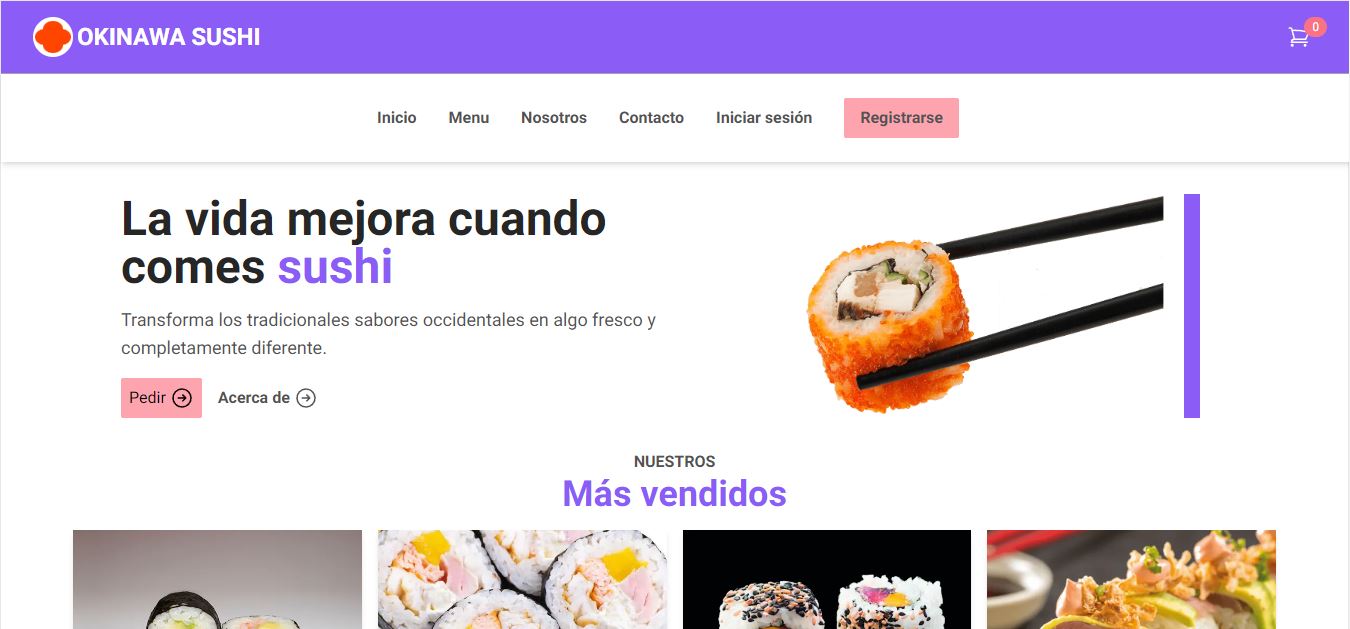 OKINAWA SUSHI
0
Inicio Menu Nosotros Contacto Iniciar sesión Registrarse
La vida mejora cuando
comes sushi
Transforma los tradicionales sabores occidentales en algo fresco y
completamente diferente.
Pedir Acerca de
NUESTROS
Más vendidos